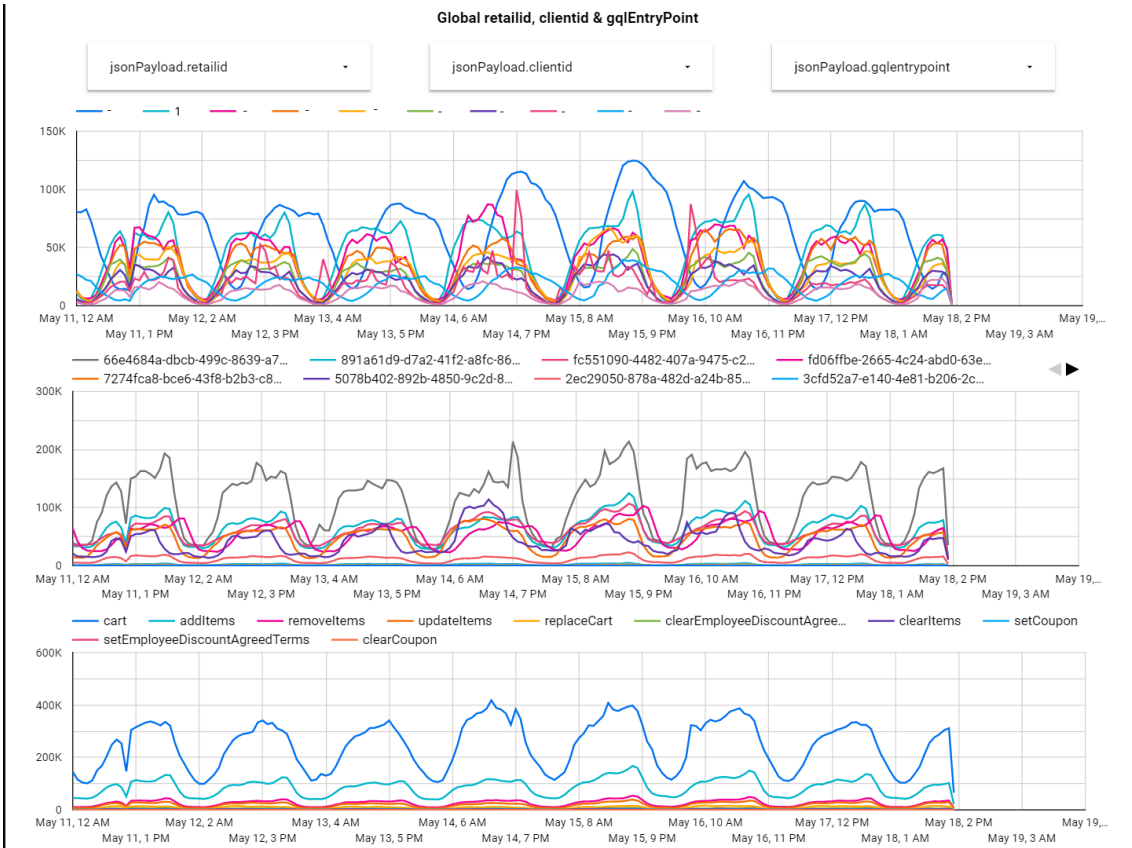 Global retailid, clientid & gqlEntryPoint
jsonPayload.retailid jsonPayload.clientid jsonPayload.gqlentrypoint
- 1 - - - - - - - -
150K
100K
50K
0
May 11, 12 AM May 12, 2 AM May 13, 4 AM May 14, 6 AM May 15, 8 AM May 16, 10 AM May 17, 12 PM May 18, 2 PM May 19,...
May 11, 1 PM May 12, 3 PM May 13, 5 PM May 14, 7 PM May 15, 9 PM May 16, 11 PM May 18, 1 AM May 19, 3 AM
66e4684a-dbcb-499c-8639-a7... 891a61d9-d7a2-41f2-a8fc-86... fc551090-4482-407a-9475-c2... fd06ffbe-2665-4c24-abd0-63e...
7274fca8-bce6-43f8-b2b3-c8... 5078b402-892b-4850-9c2d-8... 2ec29050-878a-482d-a24b-85... 3cfd52a7-e140-4e81-b206-2c...
300K
200K
100K
0
May 11, 12 AM May 12, 2 AM May 13, 4 AM May 14, 6 AM May 15, 8 AM May 16, 10 AM May 17, 12 PM May 18, 2 PM May 19,...
May 11, 1 PM May 12, 3 PM May 13, 5 PM May 14, 7 PM May 15, 9 PM May 16, 11 PM May 18, 1 AM May 19, 3 AM
cart addItems removeItems updateItems replaceCart clearEmployeeDiscountAgree... clearItems setCoupon
setEmployeeDiscountAgreedTerms clearCoupon
600K
400K
200K
0
May 11, 12 AM May 12, 2 AM May 13, 4 AM May 14, 6 AM May 15, 8 AM May 16, 10 AM May 17, 12 PM May 18, 2 PM May 19,...
May 11, 1 PM May 12, 3 PM May 13, 5 PM May 14, 7 PM May 15, 9 PM May 16, 11 PM May 18, 1 AM May 19, 3 AM